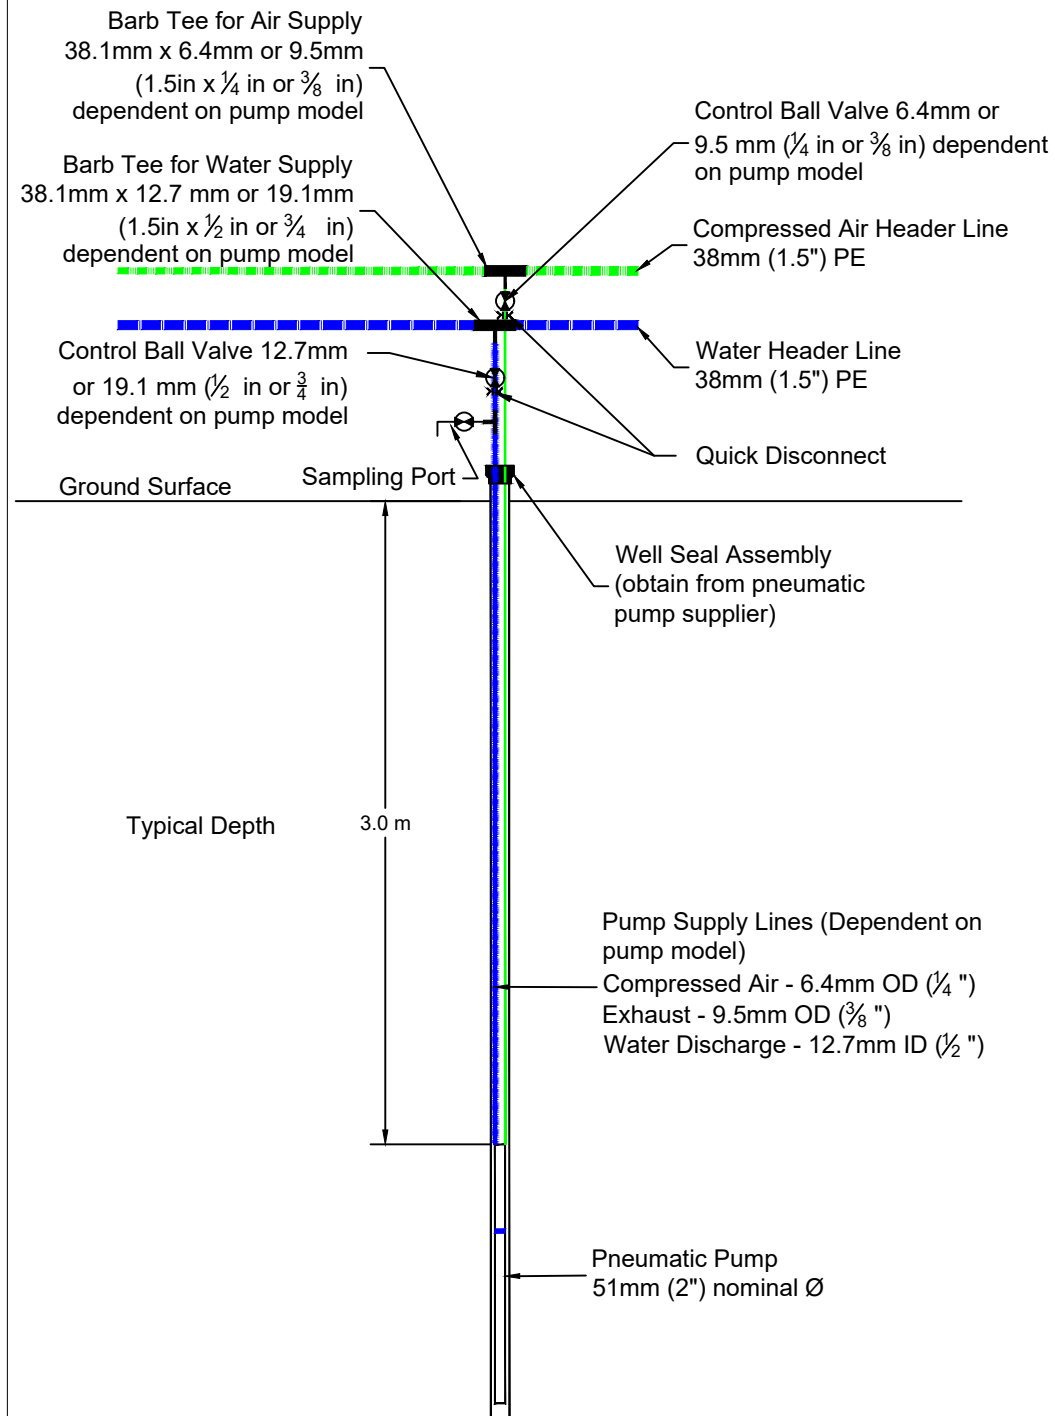 Barb Tee for Air Supply
38.1mm x 6.4mm or 9.5mm
(1.5in x ¼ in or ⅜ in)
dependent on pump model
Control Ball Valve 6.4mm or
9.5 mm (¼ in or ⅜ in) dependent
on pump model
Barb Tee for Water Supply
38.1mm x 12.7 mm or 19.1mm
(1.5in x ½ in or ¾ in)
dependent on pump model
Compressed Air Header Line
38mm (1.5") PE
Water Header Line
38mm (1.5") PE
Control Ball Valve 12.7mm
or 19.1 mm (½ in or ¾ in)
dependent on pump model
Quick Disconnect
Sampling Port
Ground Surface
Well Seal Assembly
(obtain from pneumatic
pump supplier)
Typical Depth
3.0 m
Pump Supply Lines (Dependent on
pump model)
Compressed Air - 6.4mm OD (¼ ")
Exhaust - 9.5mm OD (⅜ ")
Water Discharge - 12.7mm ID (½ ")
Pneumatic Pump
51mm (2") nominal Ø